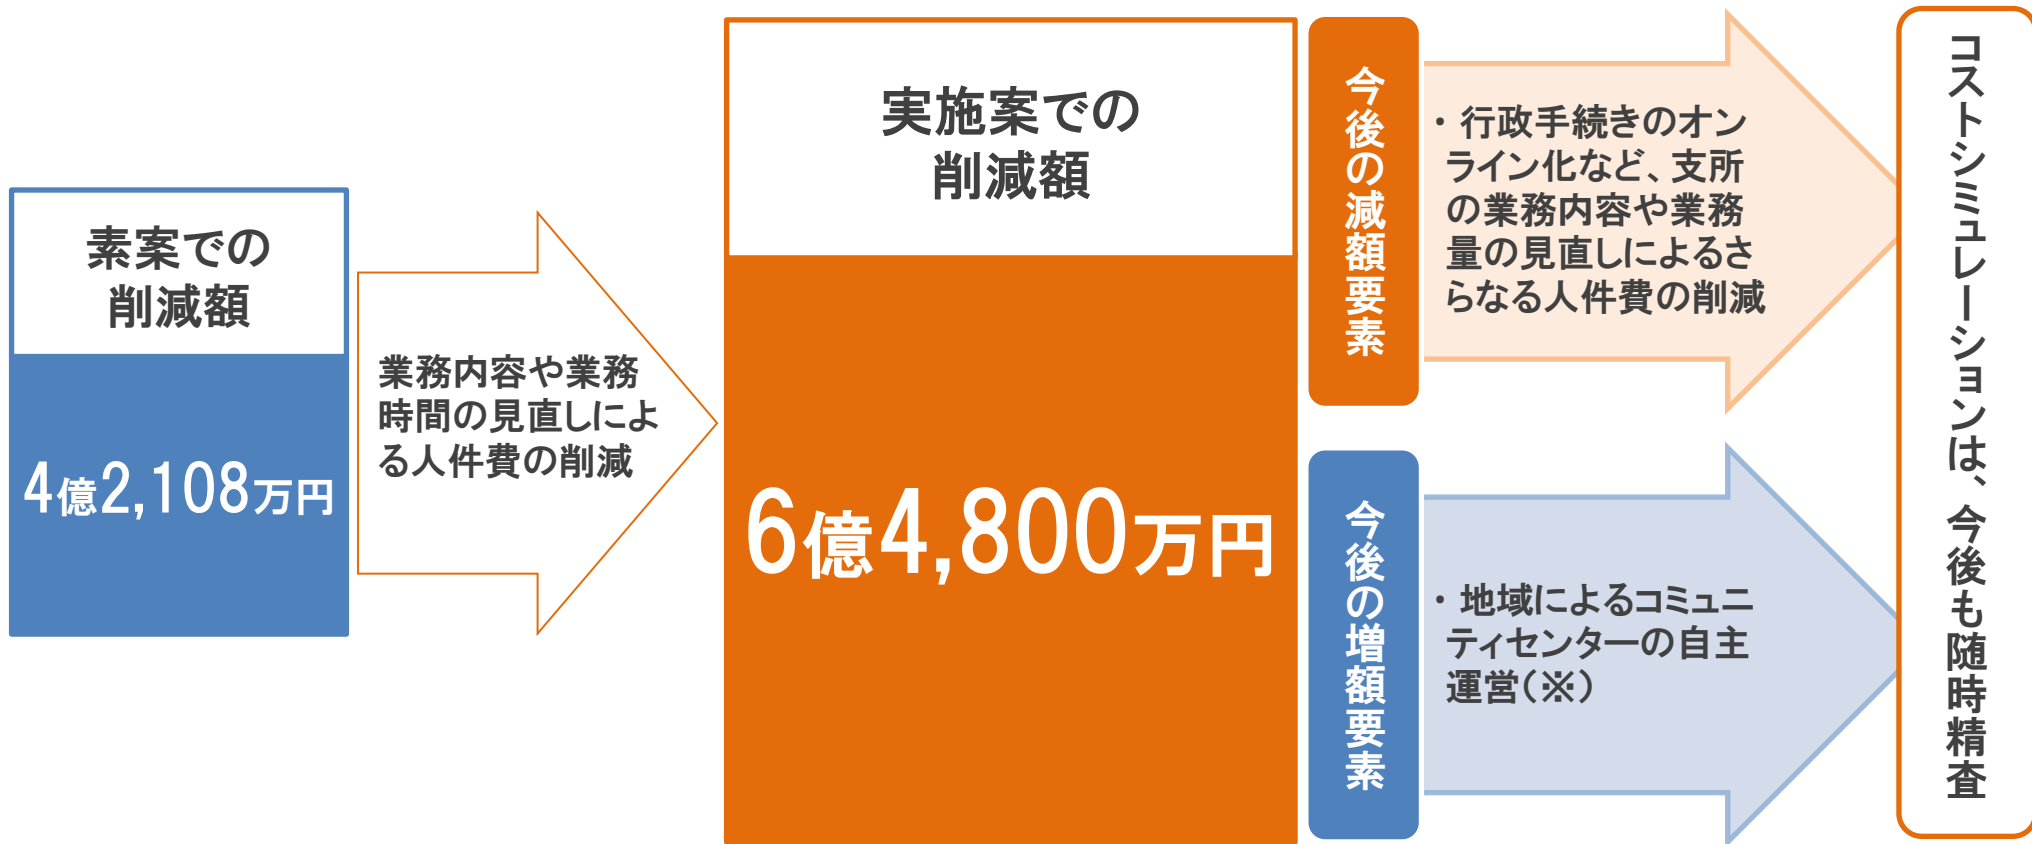 素案での
削減額
4億2,108万円
業務内容や業務
時間の見直しによ
る人件費の削減
実施案での
削減額
6億4,800万円
今後の減額要素
・行政手続きのオン
ライン化など、支所
の業務内容や業務
量の見直しによるさ
らなる人件費の削減
今後の増額要素
・地域によるコミュニ
ティセンターの自主
運営(※)
コストシミュレーションは、今後も随時精査